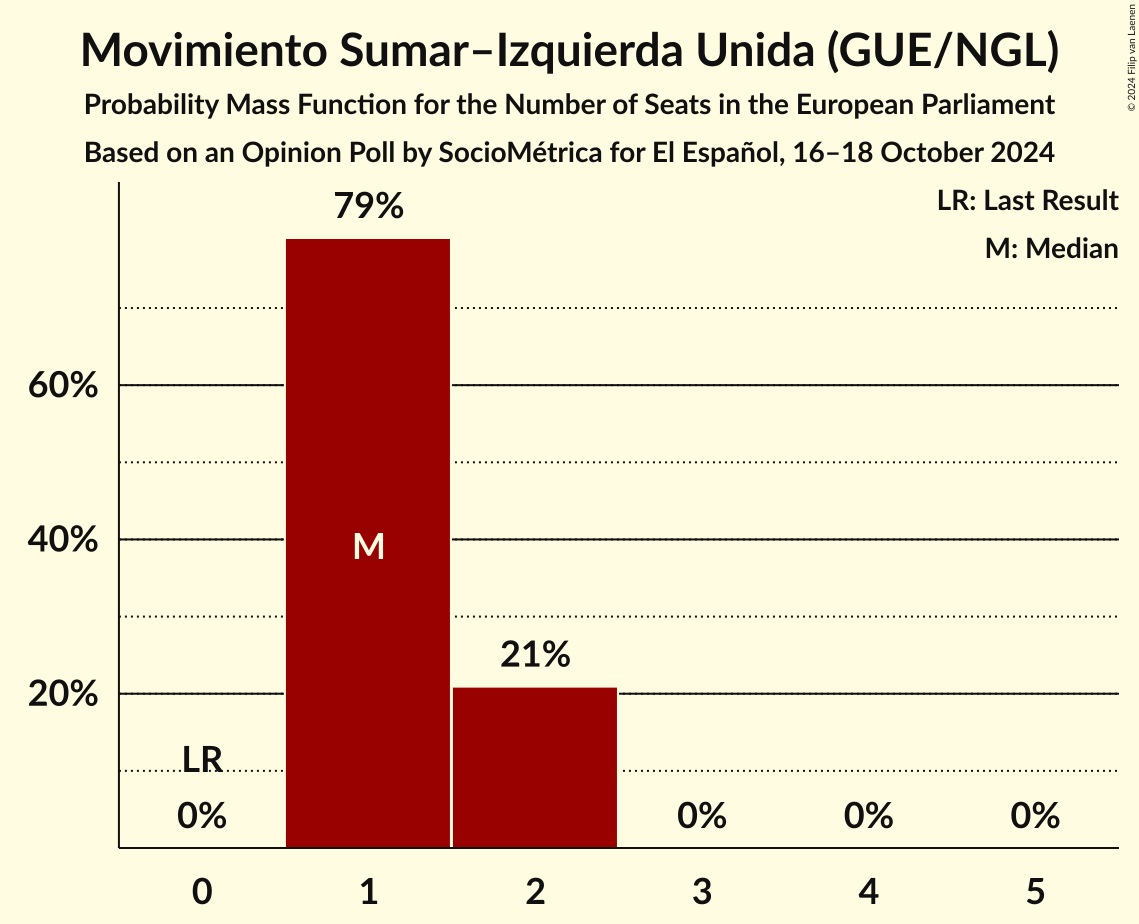 Movimiento Sumar–Izquierda Unida (GUE/NGL)
Probability Mass Function for the Number of Seats in the European Parliament
Based on an Opinion Poll by SocioMétrica for El Español, 16–18 October 2024
© 2024 Filip van Laenen
LR: Last Result
M: Median
79%
60%
40%
M
21%
20%
LR
0%
0%
0%
0%
0 1 2 3 4 5